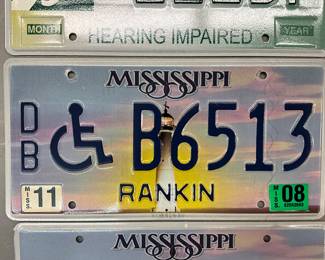 MONTH HEARING IMPAIRED YEAR
MISSISSIPPI
DB B6513
MISS 11 RANKIN MISS 08
MISSISSIPPI